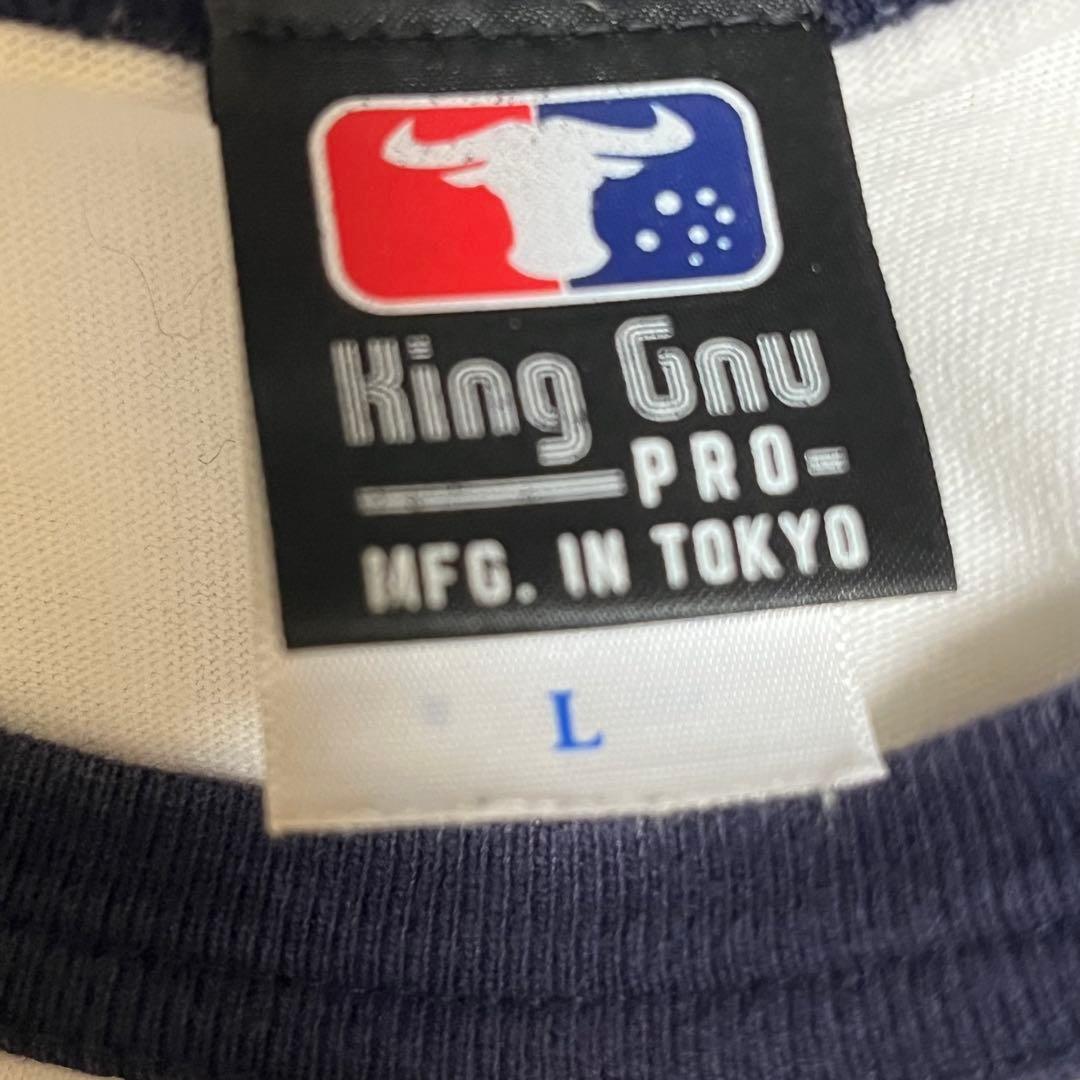 King Gnu
PRO-
MFG. IN TOKYO
L